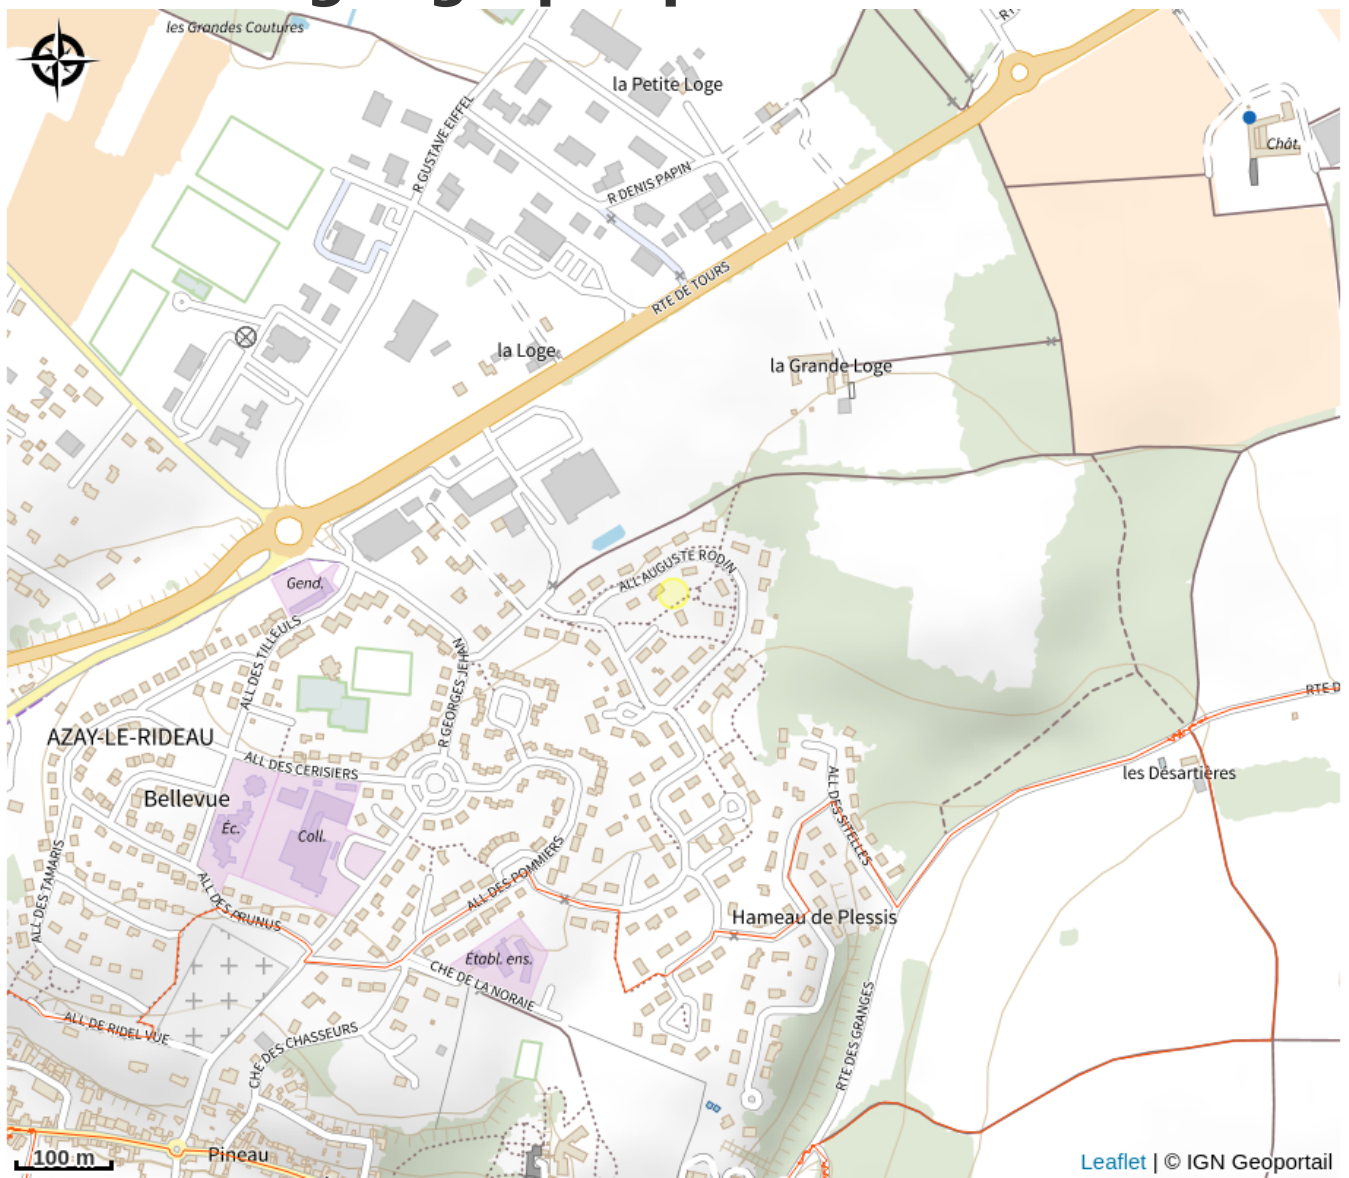 les Grandes Coutures
la Petite Loge
R GUSTAVE EIFFEL
R DENIS PAPIN
Chât.
RTE DE TOURS
la Loge
la Grande Loge
ALL AUGUSTE RODIN
Gend.
ALL DES TILLEULS
R GEORGES JEHAN
AZAY-LE-RIDEAU
ALL DES CERISIERS
Bellevue
Éc.
Coll.
les Désartières
ALL DES SITELLES
ALL DES TAMARIS
ALL DES PRUNUS
ALL DES POMMIERS
Hameau de Plessis
Établ. ens.
CHE DE LA NORAIE
ALL DE RIDEL VUE
CHE DES CHASSEURS
RTE DES GRANGES
Pineau
100 m
Leaflet | © IGN Geoportail